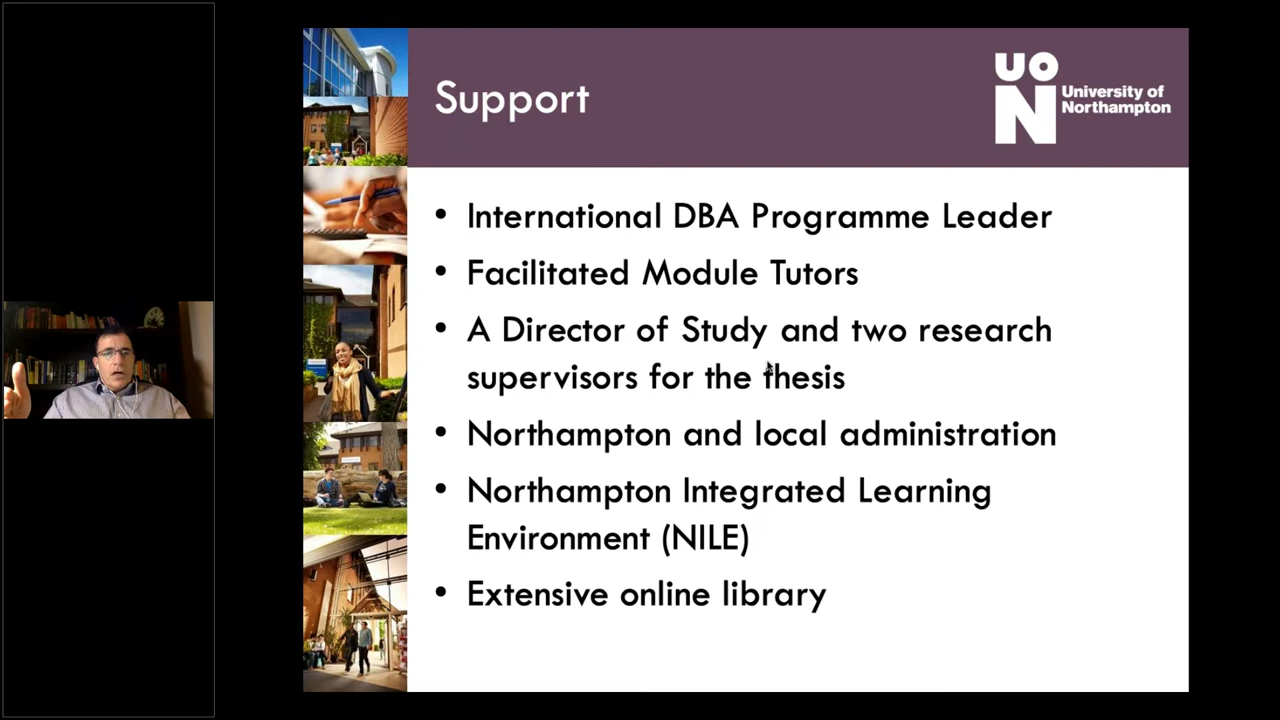 Support
UON
University of
Northampton
• International DBA Programme Leader
• Facilitated Module Tutors
• A Director of Study and two research
supervisors for the thesis
• Northampton and local administration
• Northampton Integrated Learning
Environment (NILE)
• Extensive online library